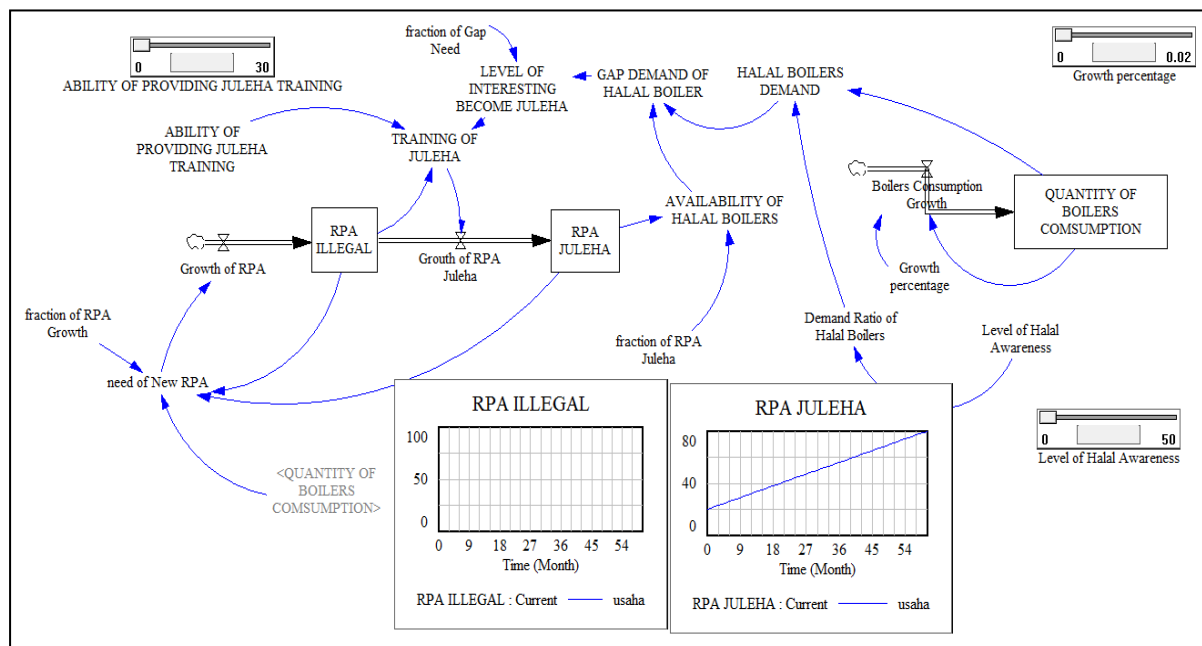 0
30
ABILITY OF PROVIDING JULEHA TRAINING
fraction of Gap
Need
0
0.02
Growth percentage
LEVEL OF
INTERESTING
BECOME JULEHA
GAP DEMAND OF
HALAL BOILER
HALAL BOILERS
DEMAND
ABILITY OF
PROVIDING JULEHA
TRAINING
TRAINING OF
JULEHA
Boilers Consumption
Growth
QUANTITY OF
BOILERS
COMSUMPTION
AVAILABILITY OF
HALAL BOILERS
RPA
ILLEGAL
RPA
JULEHA
Growth of RPA
Grouth of RPA
Juleha
Growth
percentage
fraction of RPA
Growth
fraction of RPA
Juleha
Demand Ratio of
Halal Boilers
Level of Halal
Awareness
need of New RPA
<QUANTITY OF
BOILERS
COMSUMPTION>
RPA ILLEGAL
100
50
0
0 9 18 27 36 45 54
Time (Month)
RPA ILLEGAL : Current usaha
RPA JULEHA
80
40
0
0 9 18 27 36 45 54
Time (Month)
RPA JULEHA : Current usaha
0
50
Level of Halal Awareness